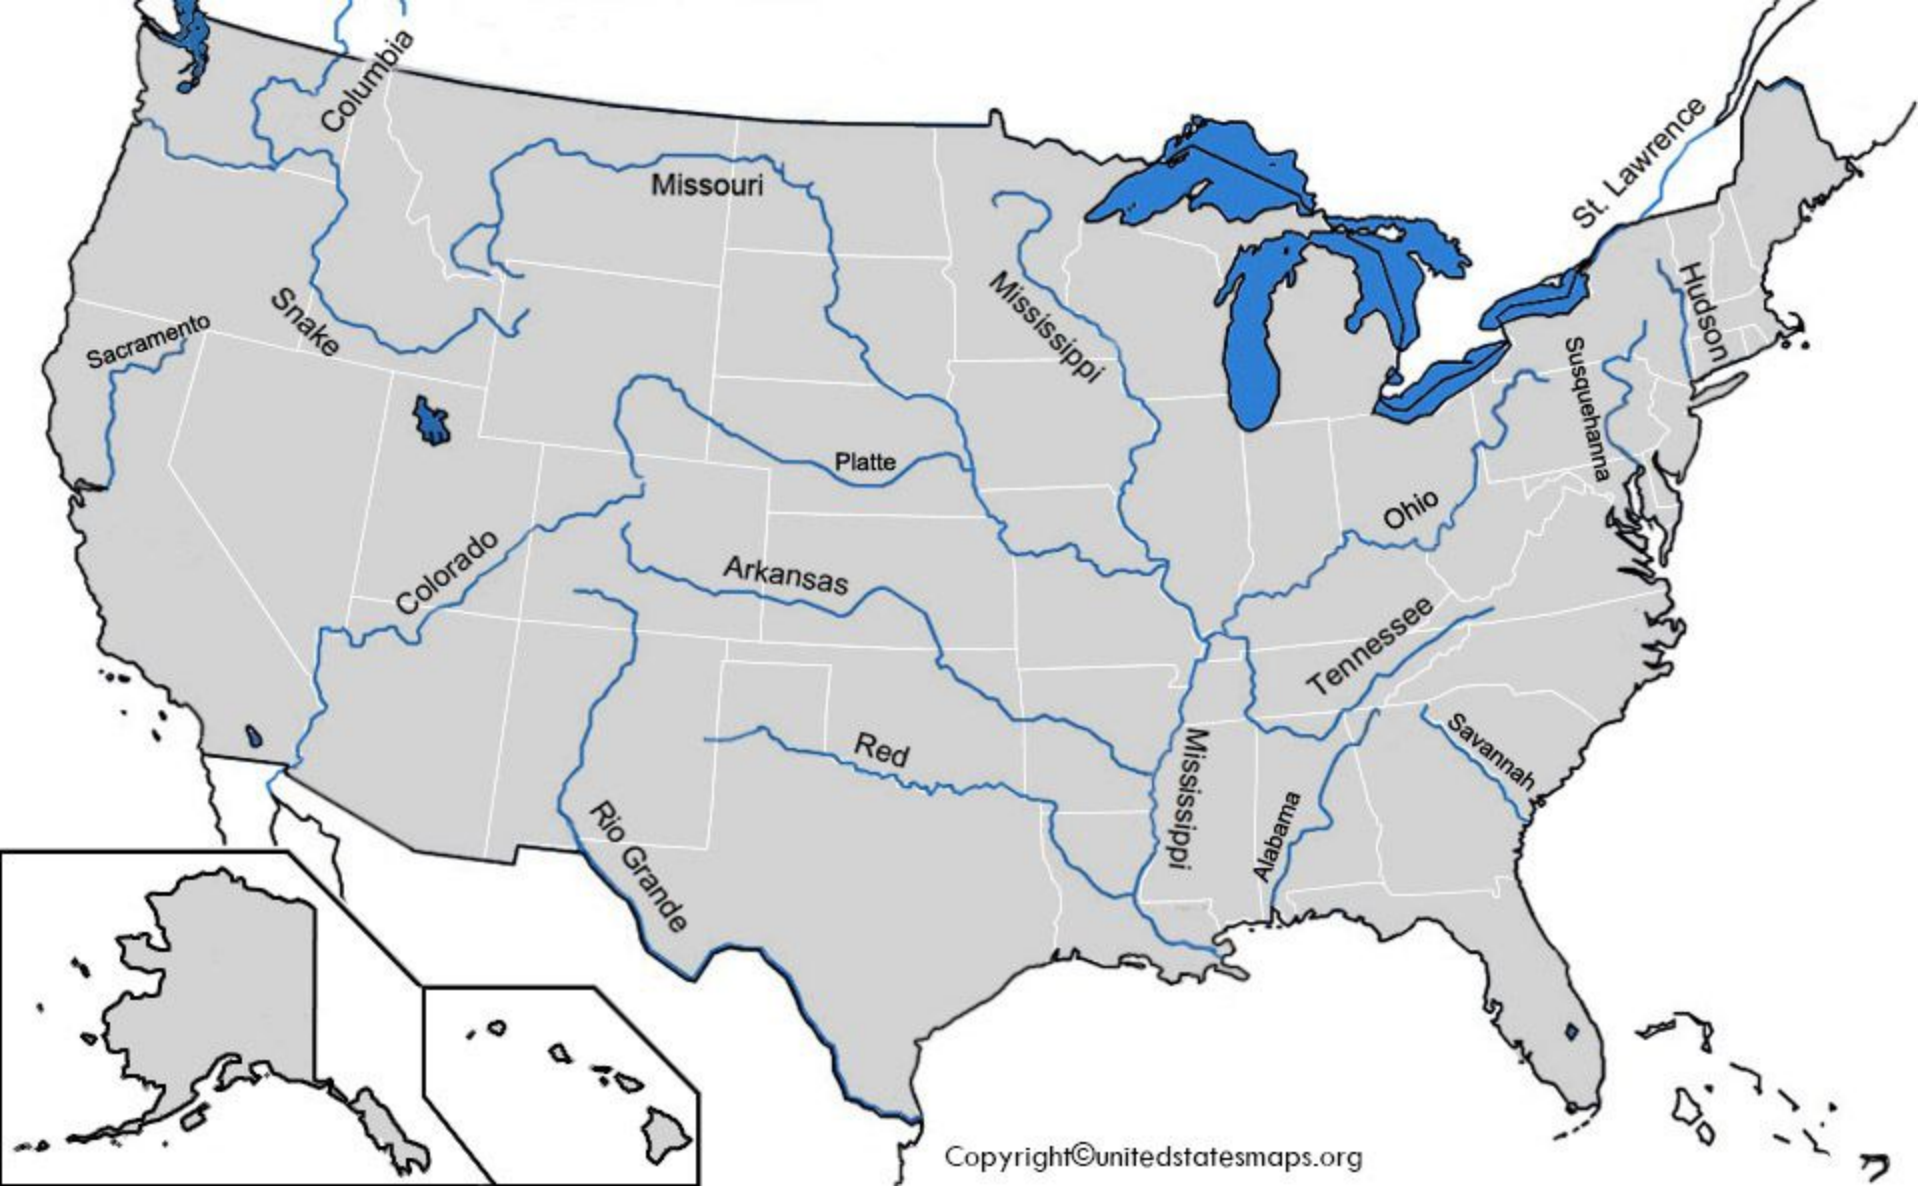 Columbia
St. Lawrence
Missouri
Hudson
Mississippi
Snake
Sacramento
Susquehanna
Platte
Ohio
Colorado
Arkansas
Tennessee
Red
Savannah
Mississippi
Alabama
Rio Grande
Copyright©unitedstatesmaps.org